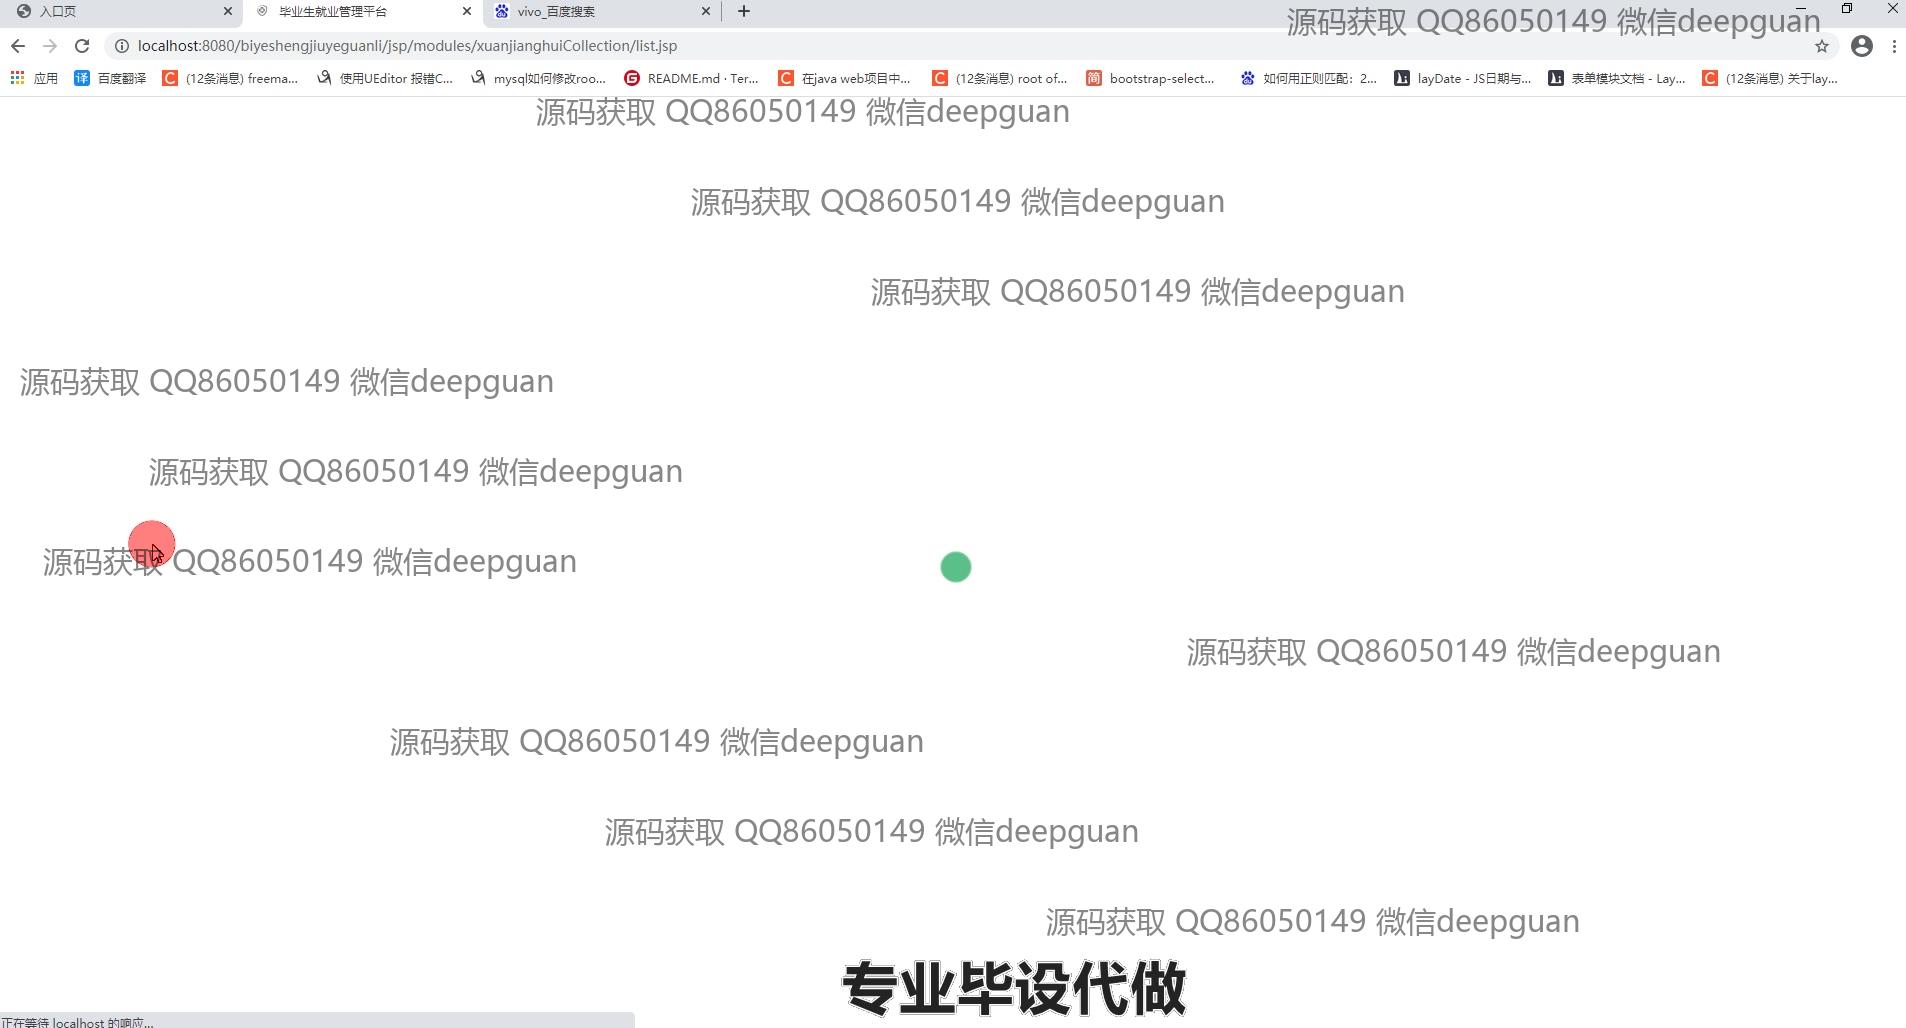 入口页
毕业生就业管理平台
vivo_百度搜索
源码获取 QQ86050149 微信deepguan
localhost:8080/biyeshengjiuyeguanli/jsp/modules/xuanjianghuiCollection/list.jsp
应用
译 百度翻译
C (12条消息) freema...
使用UEditor 报错C...
mysql如何修改roo...
G README.md · Ter...
C 在java web项目中...
C (12条消息) root of...
简 bootstrap-select...
如何用正则匹配：2...
layDate - JS日期与...
表单模块文档 - Lay...
C (12条消息) 关于lay...
源码获取 QQ86050149 微信deepguan
源码获取 QQ86050149 微信deepguan
源码获取 QQ86050149 微信deepguan
源码获取 QQ86050149 微信deepguan
源码获取 QQ86050149 微信deepguan
源码获取 QQ86050149 微信deepguan
源码获取 QQ86050149 微信deepguan
源码获取 QQ86050149 微信deepguan
源码获取 QQ86050149 微信deepguan
源码获取 QQ86050149 微信deepguan
专业毕设代做
正在等待 localhost 的响应...